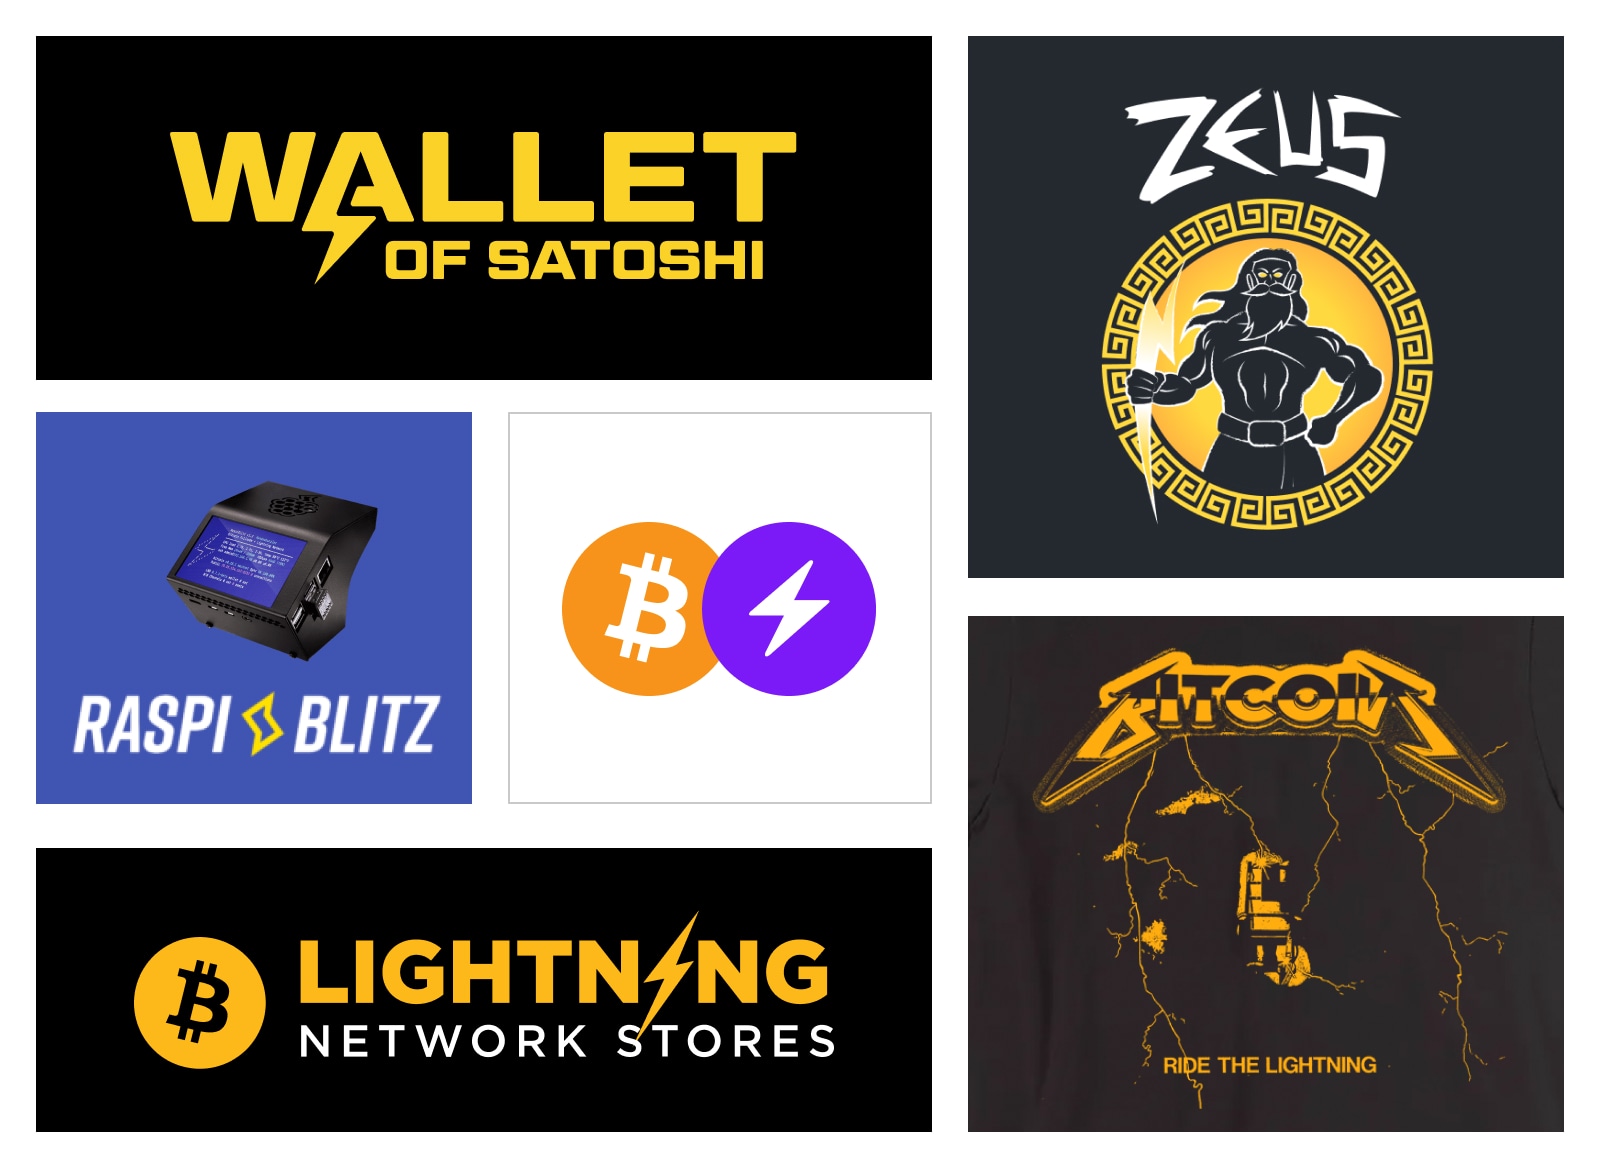 WALLET
OF SATOSHI
ZEUS
RASPI BLITZ
LIGHTNING
NETWORK STORES
BITCOIN
RIDE THE LIGHTNING